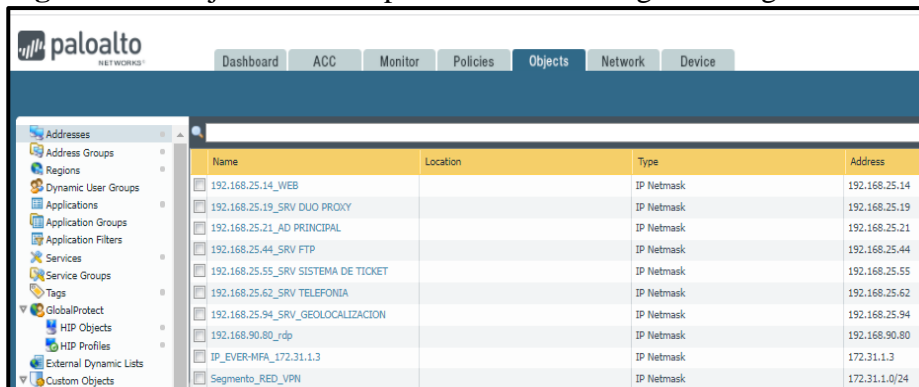 paloalto
NETWORKS
Dashboard ACC Monitor Policies Objects Network Device
Addresses
Address Groups
Regions
Dynamic User Groups
Applications
Application Groups
Application Filters
Services
Service Groups
Tags
GlobalProtect
HIP Objects
HIP Profiles
External Dynamic Lists
Custom Objects
Name Location Type Address
192.168.25.14_WEB IP Netmask 192.168.25.14
192.168.25.19_SRV DUO PROXY IP Netmask 192.168.25.19
192.168.25.21_AD PRINCIPAL IP Netmask 192.168.25.21
192.168.25.44_SRV FTP IP Netmask 192.168.25.44
192.168.25.55_SRV SISTEMA DE TICKET IP Netmask 192.168.25.55
192.168.25.62_SRV TELEFONIA IP Netmask 192.168.25.62
192.168.25.94_SRV_GEOLOCALIZACION IP Netmask 192.168.25.94
192.168.90.80_rdp IP Netmask 192.168.90.80
IP_EVER-MFA_172.31.1.3 IP Netmask 172.31.1.3
Segmento_RED_VPN IP Netmask 172.31.1.0/24